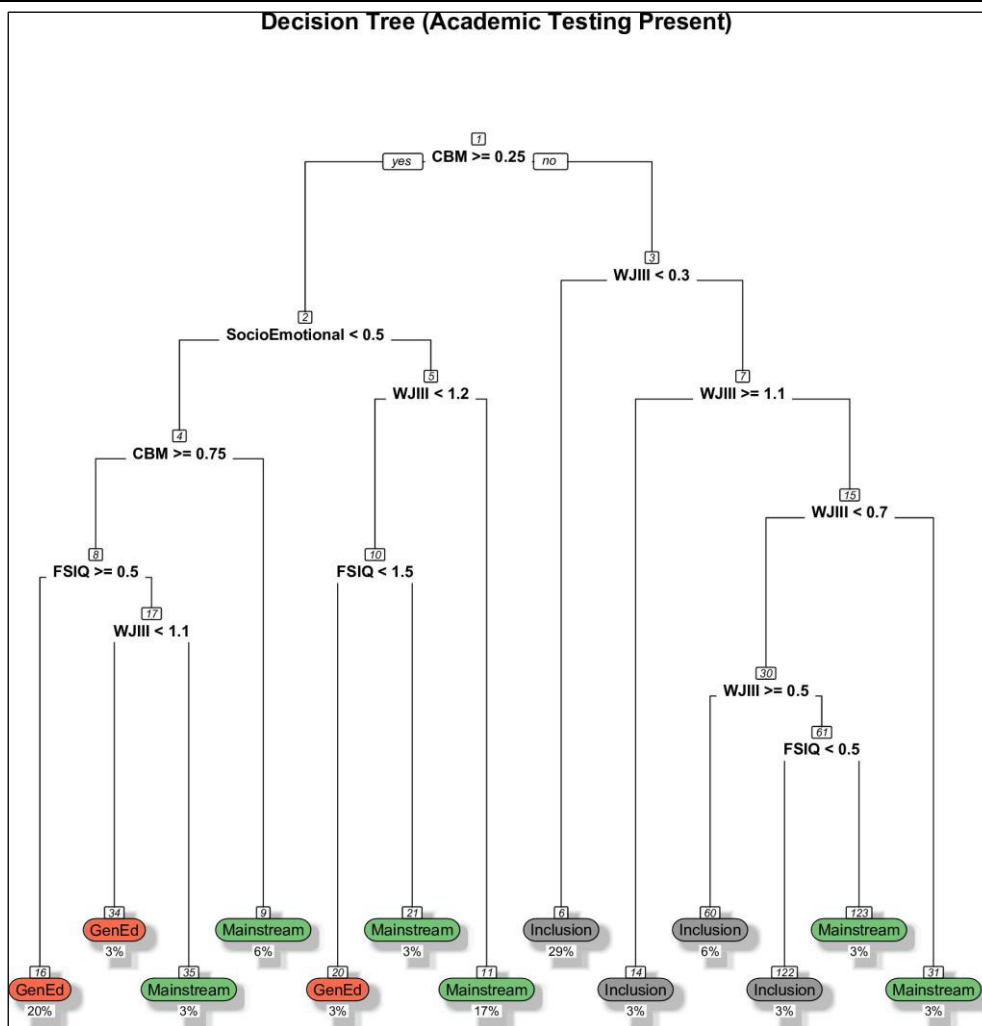 Decision Tree (Academic Testing Present)
1
yes CBM >= 0.25 no
3
WJIII < 0.3
2
SocioEmotional < 0.5
5
WJIII < 1.2
7
WJIII >= 1.1
4
CBM >= 0.75
15
WJIII < 0.7
8
FSIQ >= 0.5
10
FSIQ < 1.5
17
WJIII < 1.1
30
WJIII >= 0.5
61
FSIQ < 0.5
34 9 21 6 60 123
GenEd Mainstream Mainstream Inclusion Inclusion Mainstream
3% 6% 3% 29% 6% 3%
16 35 20 11 14 122 31
GenEd Mainstream GenEd Mainstream Inclusion Inclusion Mainstream
20% 3% 3% 17% 3% 3% 3%